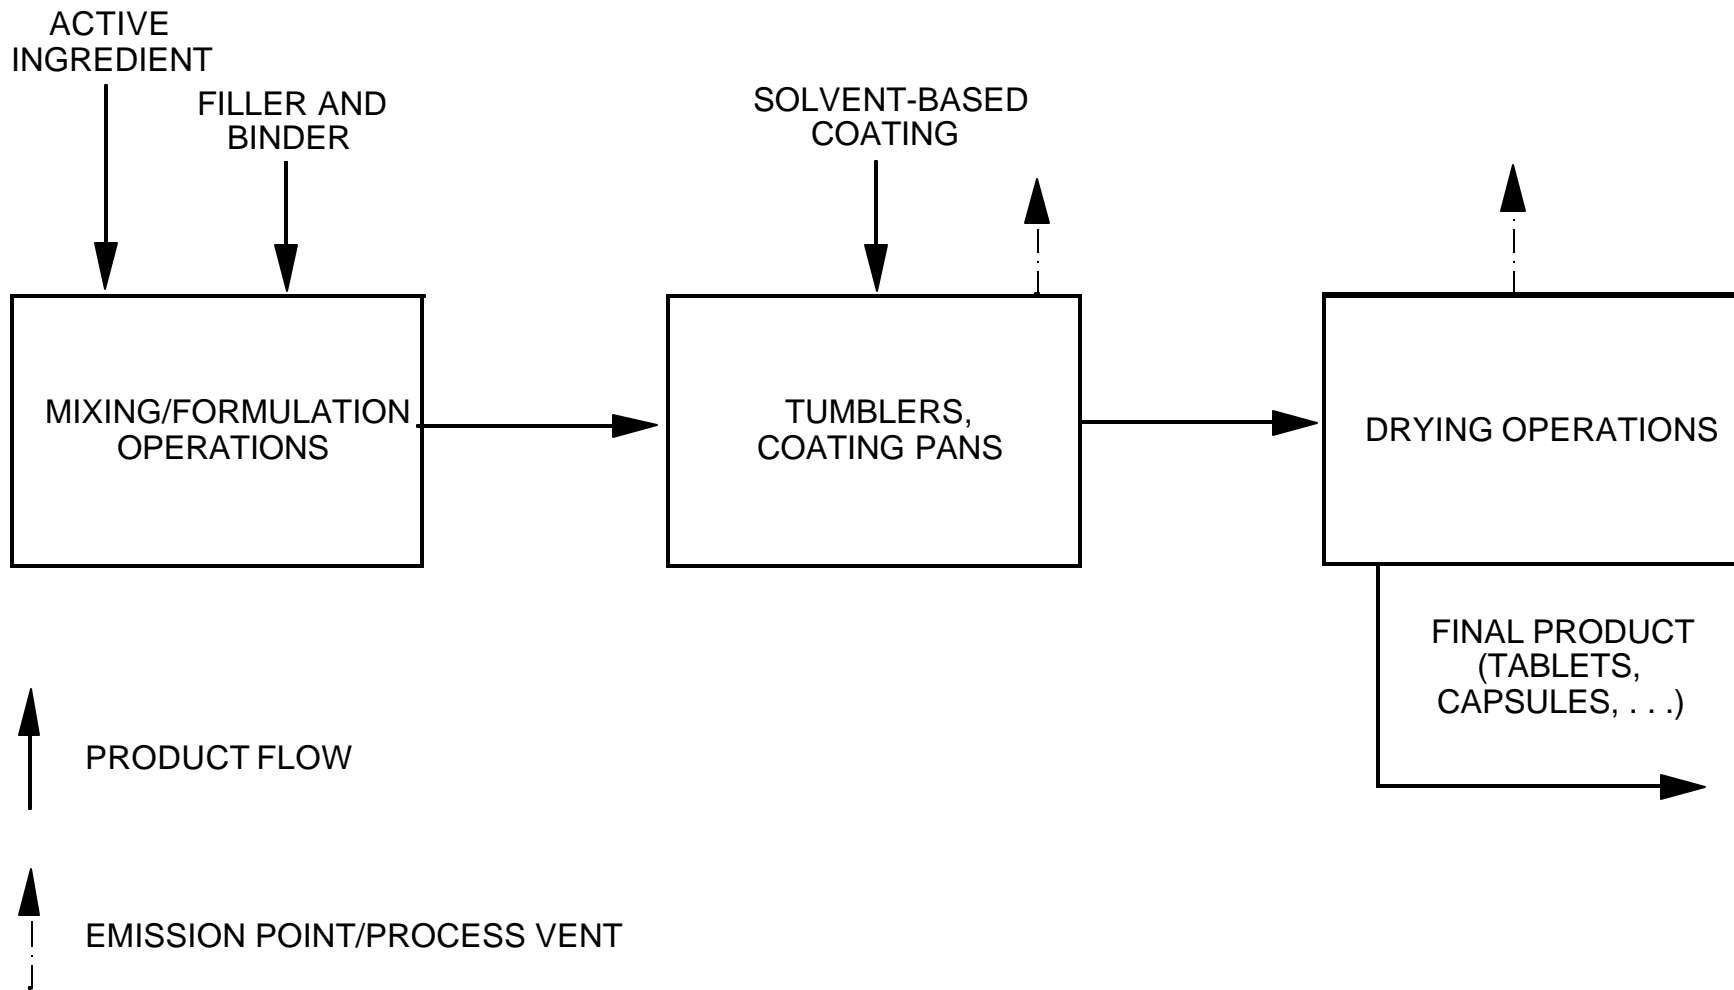 ACTIVE
INGREDIENT
FILLER AND
BINDER
SOLVENT-BASED
COATING
MIXING/FORMULATION
OPERATIONS
TUMBLERS,
COATING PANS
DRYING OPERATIONS
FINAL PRODUCT
(TABLETS,
CAPSULES, . . .)
PRODUCT FLOW
EMISSION POINT/PROCESS VENT